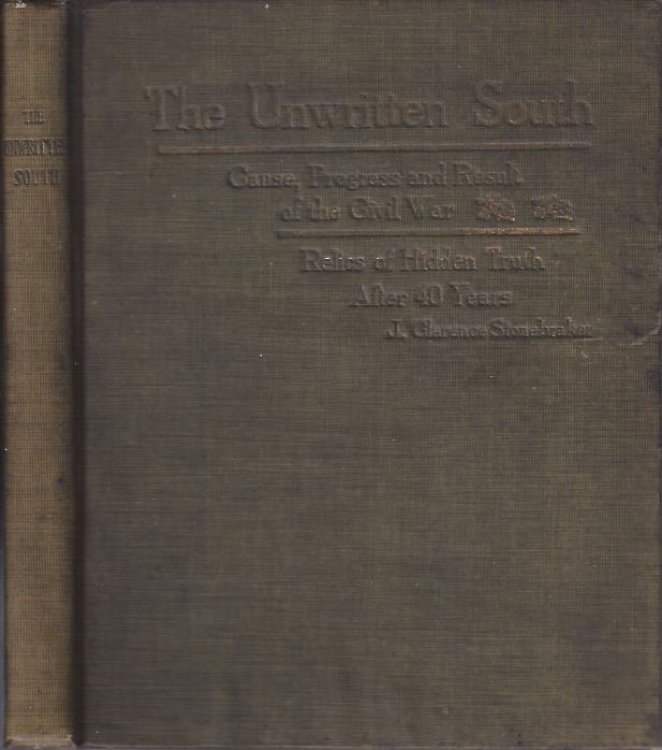 THE
UNWRITTEN
SOUTH
The Unwritten South
Cause, Progress and Result
of the Civil War
Relics of Hidden Truth
After 40 Years
J. Clarence Stonebraker